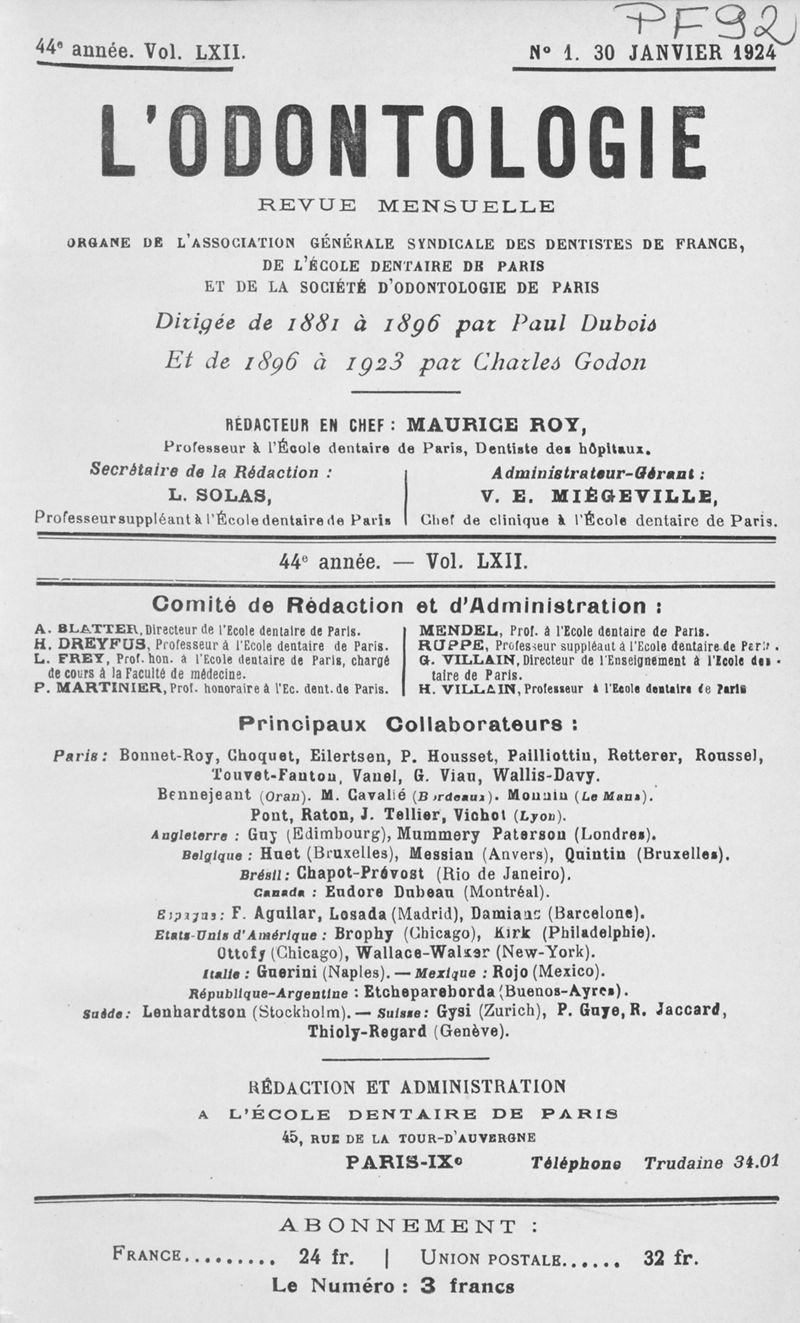 PF92
44e année. Vol. LXII.
N° 1. 30 JANVIER 1924
L'ODONTOLOGIE
REVUE MENSUELLE
ORGANE DE L'ASSOCIATION GÉNÉRALE SYNDICALE DES DENTISTES DE FRANCE,
DE L'ÉCOLE DENTAIRE DE PARIS
ET DE LA SOCIÉTÉ D'ODONTOLOGIE DE PARIS
Dirigée de 1881 à 1896 par Paul Dubois
Et de 1896 à 1923 par Charles Godon
RÉDACTEUR EN CHEF : MAURICE ROY,
Professeur à l'École dentaire de Paris, Dentiste des hôpitaux.
Secrétaire de la Rédaction :
L. SOLAS,
Professeur suppléant à l'École dentaire de Paris
Administrateur-Gérant :
V. E. MIÉGEVILLE,
Chef de clinique à l'École dentaire de Paris.
44e année. — Vol. LXII.
Comité de Rédaction et d'Administration :
A. BLATTER, Directeur de l'Ecole dentaire de Paris.
H. DREYFUS, Professeur à l'Ecole dentaire de Paris.
L. FREY, Prof. hon. à l'Ecole dentaire de Paris, chargé
de cours à la Faculté de médecine.
P. MARTINIER, Prof. honoraire à l'Ec. dent. de Paris.
MENDEL, Prof. à l'Ecole dentaire de Paris.
RUPPE, Professeur suppléant à l'Ecole dentaire de Paris.
G. VILLAIN, Directeur de l'Enseignement à l'Ecole den-
taire de Paris.
H. VILLAIN, Professeur à l'Ecole dentaire de Paris
Principaux Collaborateurs :
Paris : Bonnet-Roy, Choquet, Eilertsen, P. Housset, Pailliottin, Retterer, Roussel,
Touvet-Fanton, Vanel, G. Viau, Wallis-Davy.
Bennejeant (Oran). M. Cavalié (Bordeaux). Mounin (Le Mans).
Pont, Raton, J. Tellier, Vichot (Lyon).
Angleterre : Guy (Edimbourg), Mummery Paterson (Londres).
Belgique : Huet (Bruxelles), Messian (Anvers), Quintin (Bruxelles).
Brésil : Chapot-Prévost (Rio de Janeiro).
Canada : Eudore Dubeau (Montréal).
Espagne : F. Aguilar, Losada (Madrid), Damians (Barcelone).
Etats-Unis d'Amérique : Brophy (Chicago), Kirk (Philadelphie).
Ottofy (Chicago), Wallace-Walker (New-York).
Italie : Guerini (Naples). — Mexique : Rojo (Mexico).
République-Argentine : Etchepareborda (Buenos-Ayres).
Suède : Lenhardtson (Stockholm). — Suisse : Gysi (Zurich), P. Guye, R. Jaccard,
Thioly-Regard (Genève).
RÉDACTION ET ADMINISTRATION
A L'ÉCOLE DENTAIRE DE PARIS
45, RUE DE LA TOUR-D'AUVERGNE
PARIS-IXe Téléphone Trudaine 34.01
ABONNEMENT :
FRANCE.......... 24 fr. | UNION POSTALE...... 32 fr.
Le Numéro : 3 francs